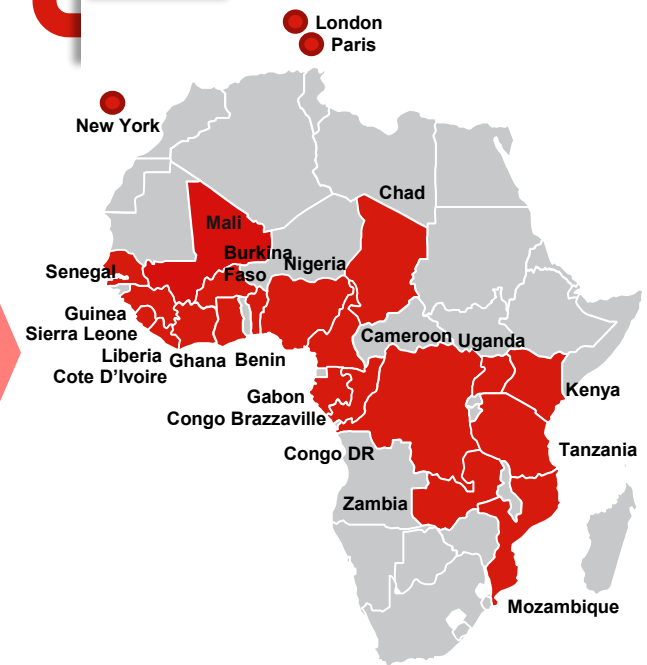 London
Paris
New York
Chad
Mali
Burkina
Faso
Nigeria
Senegal
Guinea
Sierra Leone
Liberia
Cote D'Ivoire
Ghana
Benin
Cameroon
Uganda
Gabon
Congo Brazzaville
Kenya
Congo DR
Tanzania
Zambia
Mozambique